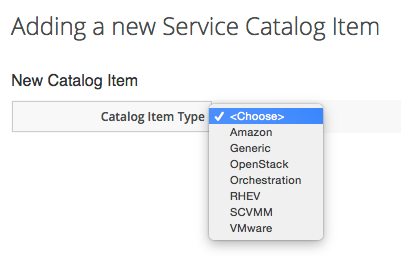 Adding a new Service Catalog Item
New Catalog Item
Catalog Item Type
<Choose>
Amazon
Generic
OpenStack
Orchestration
RHEV
SCVMM
VMware